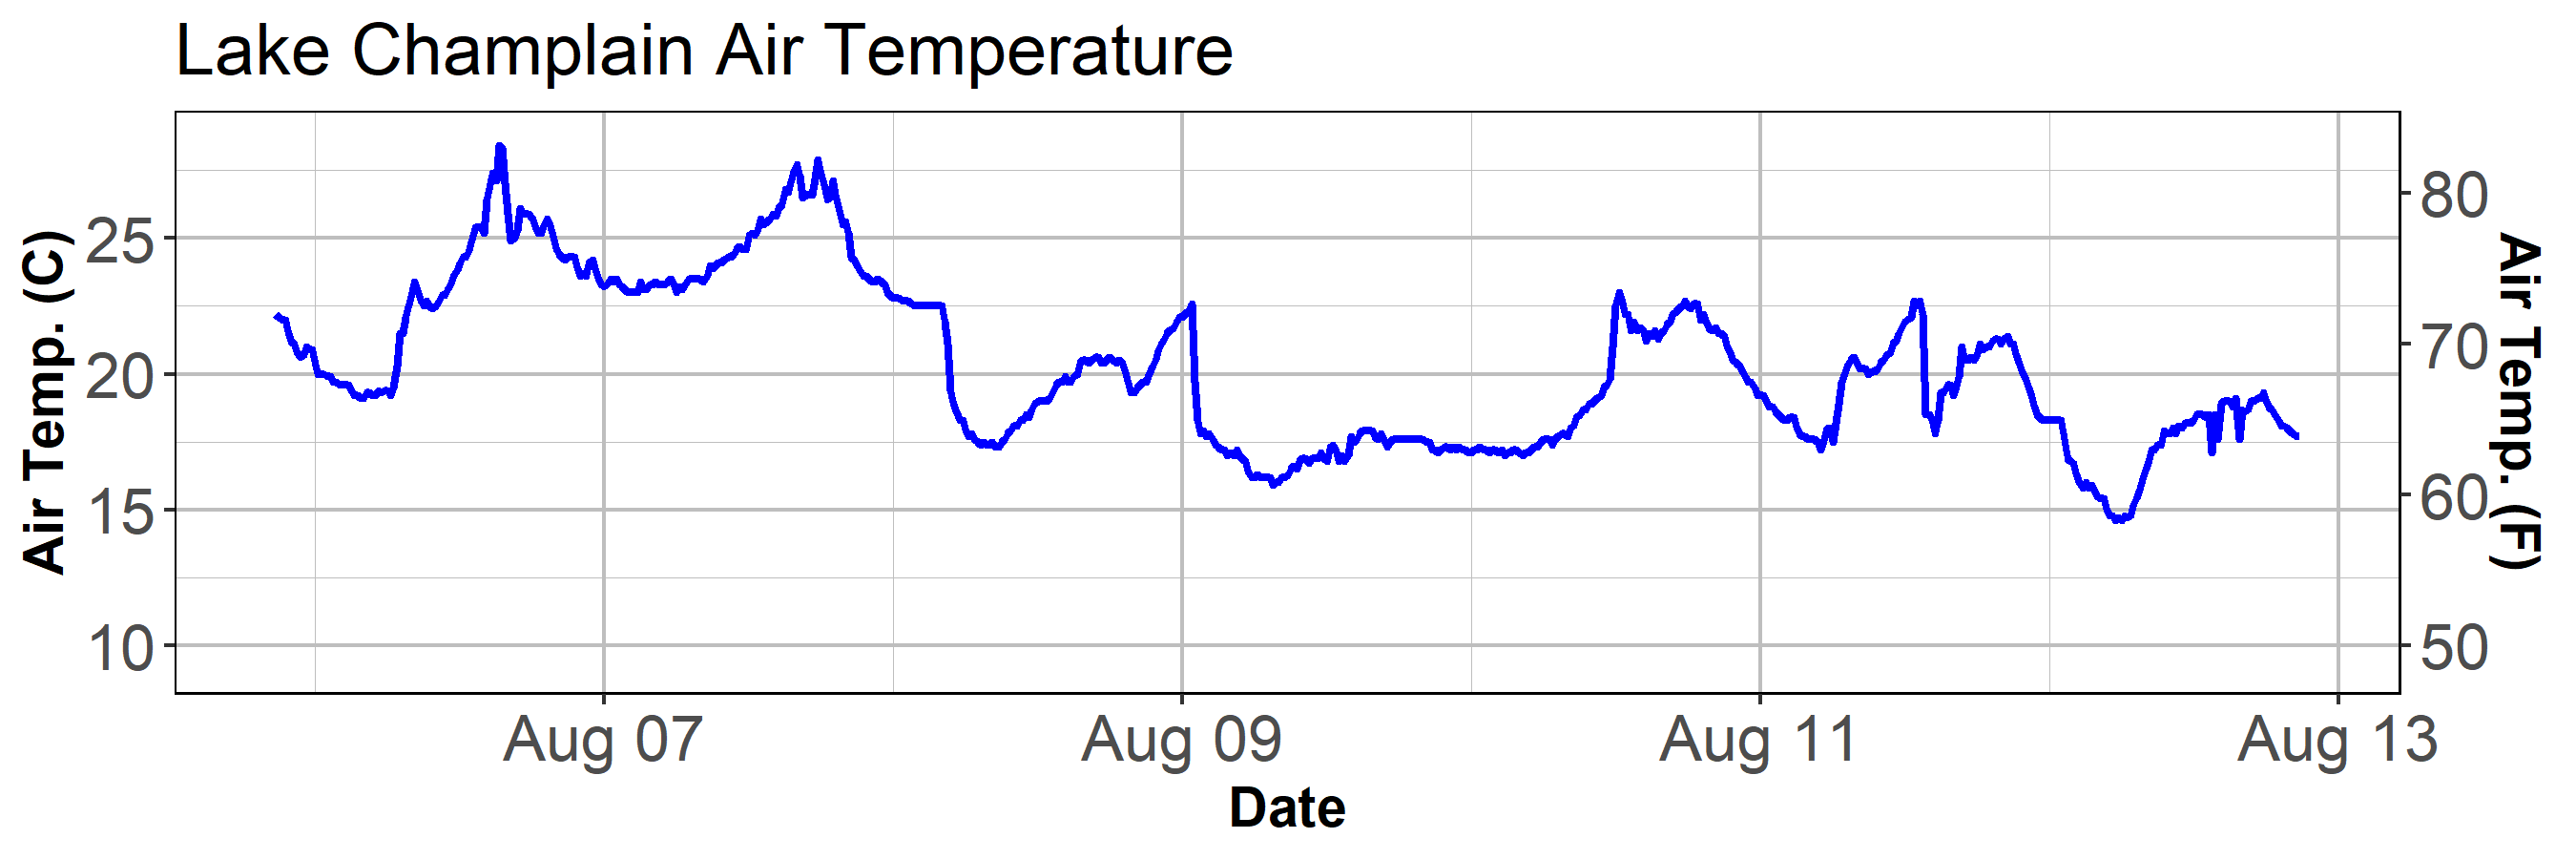 Lake Champlain Air Temperature
Air Temp. (C)
25
20
15
10
80
70
60
50
Air Temp. (F)
Aug 07
Aug 09
Aug 11
Aug 13
Date